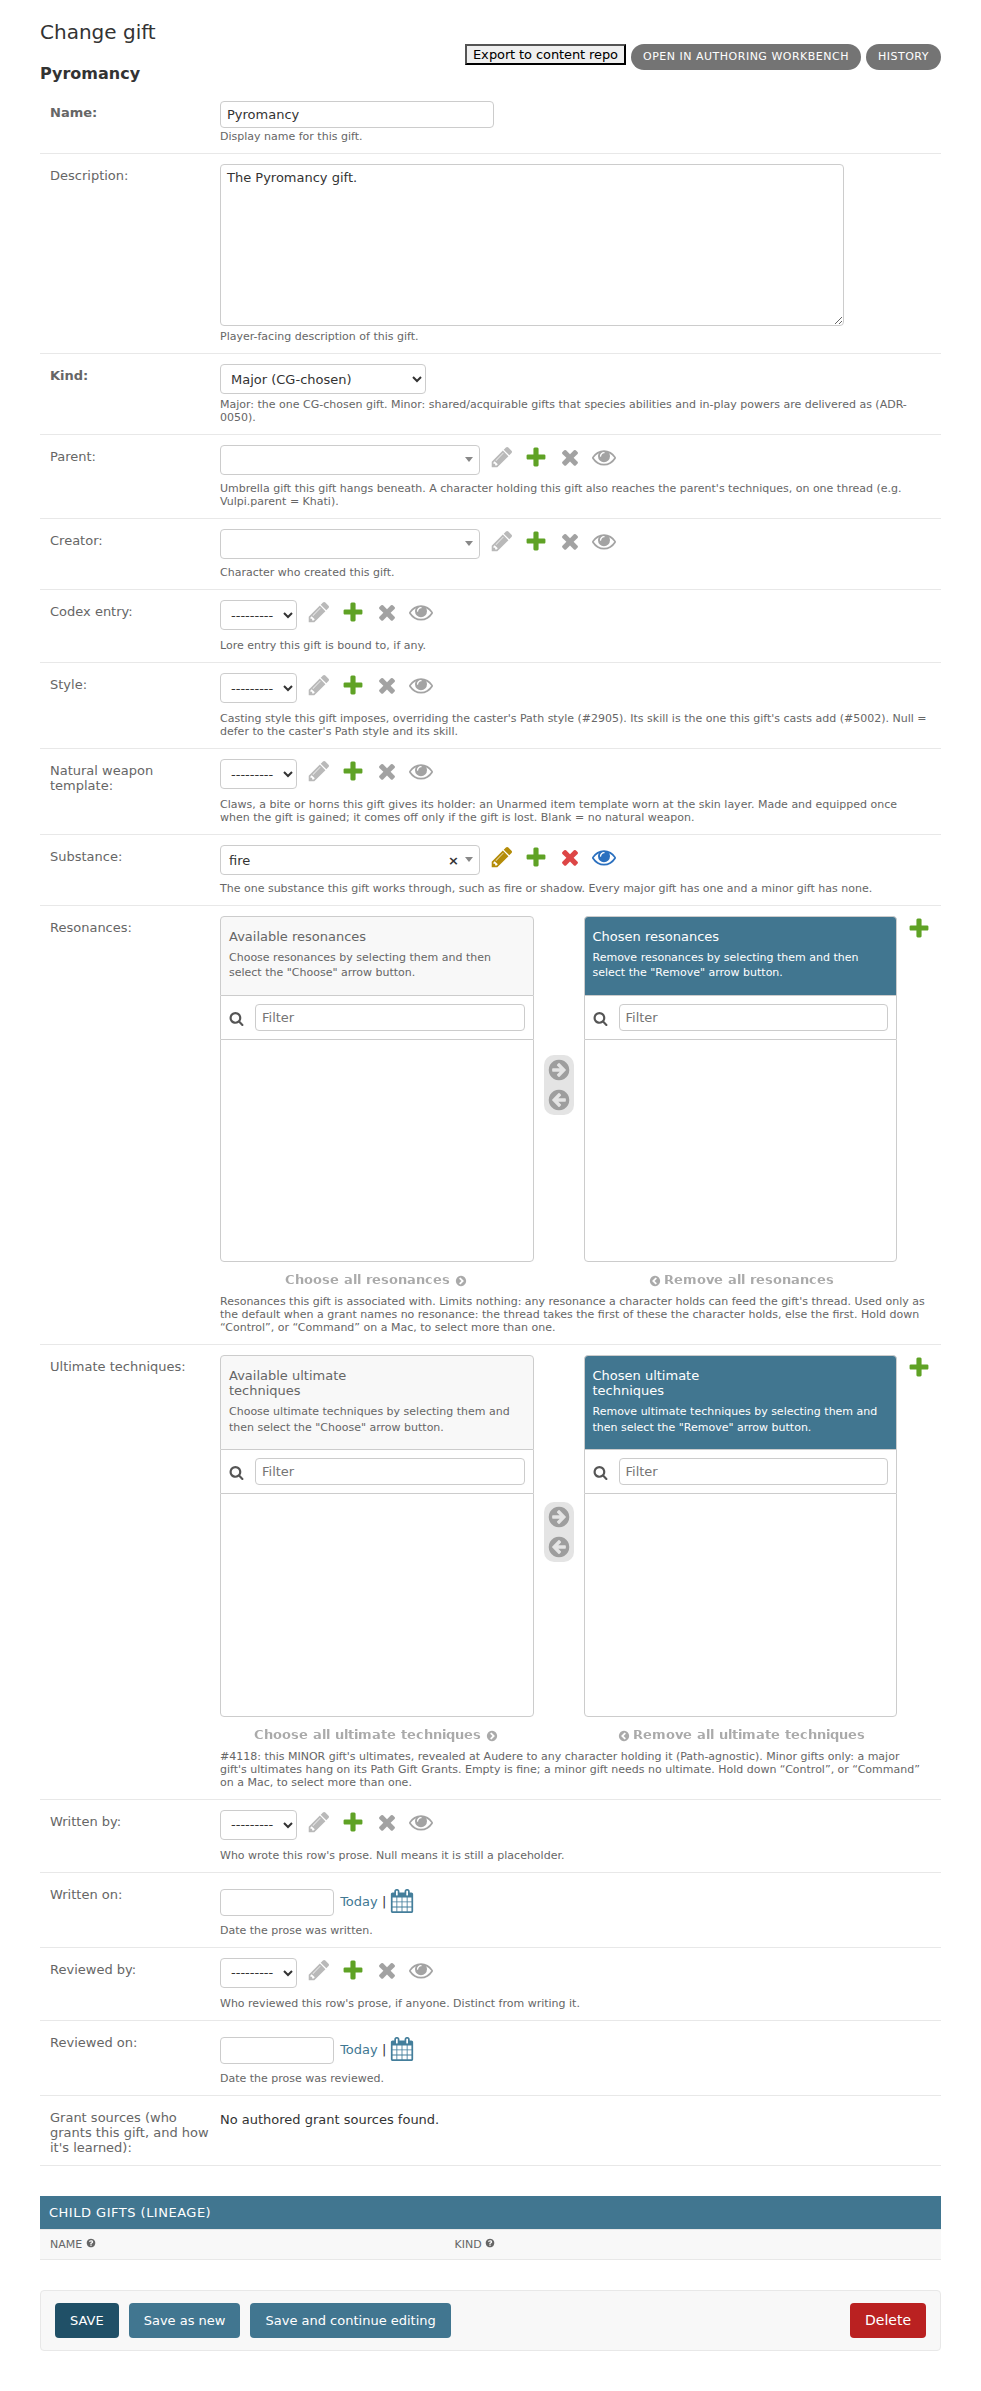 Change gift
Export to content repo OPEN IN AUTHORING WORKBENCH HISTORY
Pyromancy
Name: Pyromancy
Display name for this gift.
Description: The Pyromancy gift.
Player-facing description of this gift.
Kind: Major (CG-chosen)
Major: the one CG-chosen gift. Minor: shared/acquirable gifts that species abilities and in-play powers are delivered as (ADR-
0050).
Parent:
Umbrella gift this gift hangs beneath. A character holding this gift also reaches the parent's techniques, on one thread (e.g.
Vulpi.parent = Khati).
Creator:
Character who created this gift.
Codex entry: ---------
Lore entry this gift is bound to, if any.
Style: ---------
Casting style this gift imposes, overriding the caster's Path style (#2905). Its skill is the one this gift's casts add (#5002). Null =
defer to the caster's Path style and its skill.
Natural weapon
template: ---------
Claws, a bite or horns this gift gives its holder: an Unarmed item template worn at the skin layer. Made and equipped once
when the gift is gained; it comes off only if the gift is lost. Blank = no natural weapon.
Substance: fire ×
The one substance this gift works through, such as fire or shadow. Every major gift has one and a minor gift has none.
Resonances:
Available resonances
Choose resonances by selecting them and then
select the "Choose" arrow button.
Filter
Choose all resonances
Chosen resonances
Remove resonances by selecting them and then
select the "Remove" arrow button.
Filter
Remove all resonances
Resonances this gift is associated with. Limits nothing: any resonance a character holds can feed the gift's thread. Used only as
the default when a grant names no resonance: the thread takes the first of these the character holds, else the first. Hold down
“Control”, or “Command” on a Mac, to select more than one.
Ultimate techniques:
Available ultimate
techniques
Choose ultimate techniques by selecting them and
then select the "Choose" arrow button.
Filter
Choose all ultimate techniques
Chosen ultimate
techniques
Remove ultimate techniques by selecting them and
then select the "Remove" arrow button.
Filter
Remove all ultimate techniques
#4118: this MINOR gift's ultimates, revealed at Audere to any character holding it (Path-agnostic). Minor gifts only: a major
gift's ultimates hang on its Path Gift Grants. Empty is fine; a minor gift needs no ultimate. Hold down “Control”, or “Command”
on a Mac, to select more than one.
Written by: ---------
Who wrote this row's prose. Null means it is still a placeholder.
Written on: Today |
Date the prose was written.
Reviewed by: ---------
Who reviewed this row's prose, if anyone. Distinct from writing it.
Reviewed on: Today |
Date the prose was reviewed.
Grant sources (who
grants this gift, and how
it's learned):
No authored grant sources found.
CHILD GIFTS (LINEAGE)
NAME ? KIND ?
SAVE Save as new Save and continue editing Delete